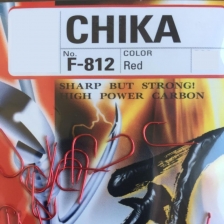 CHIKA
No. COLOR
F-812 Red
SHARP BUT STRONG!
HIGH POWER CARBON